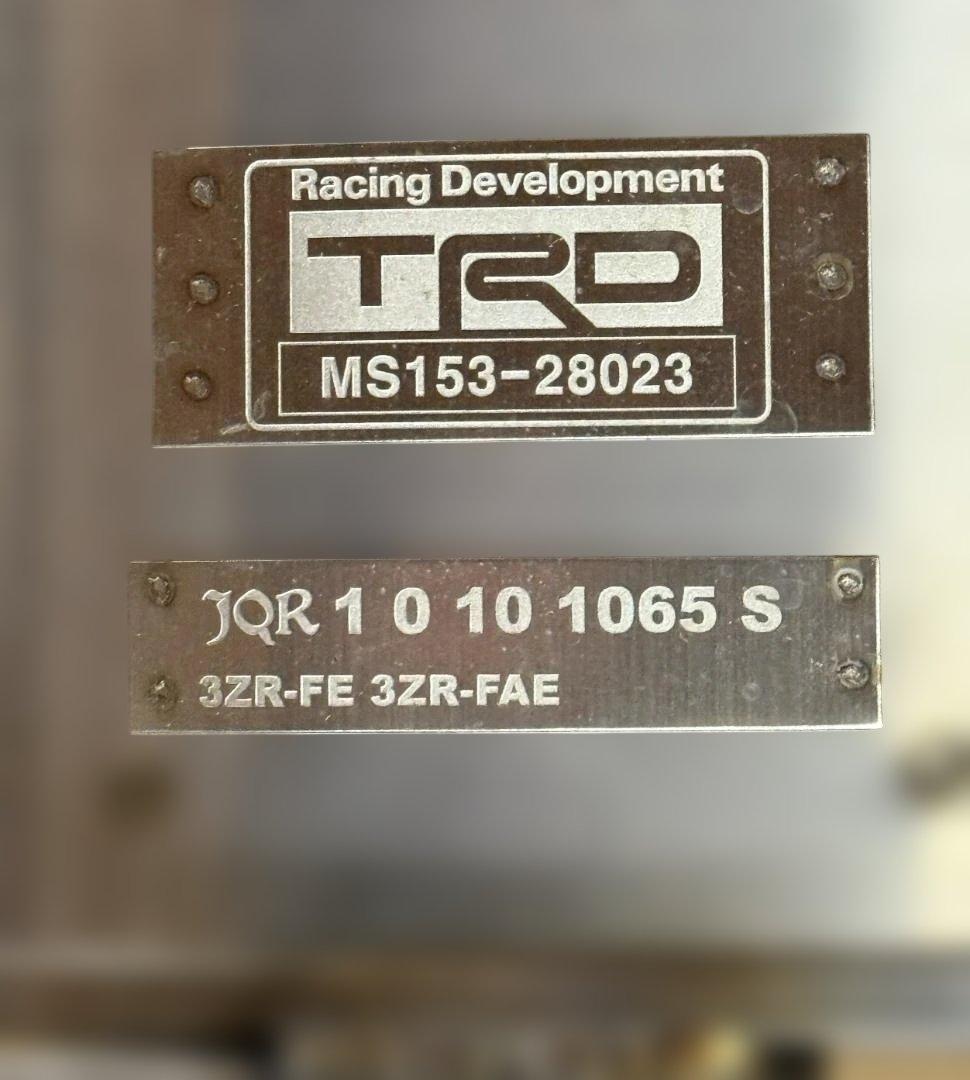 Racing Development
TRD
MS153-28023
JQR 1 0 10 1065 S
3ZR-FE 3ZR-FAE